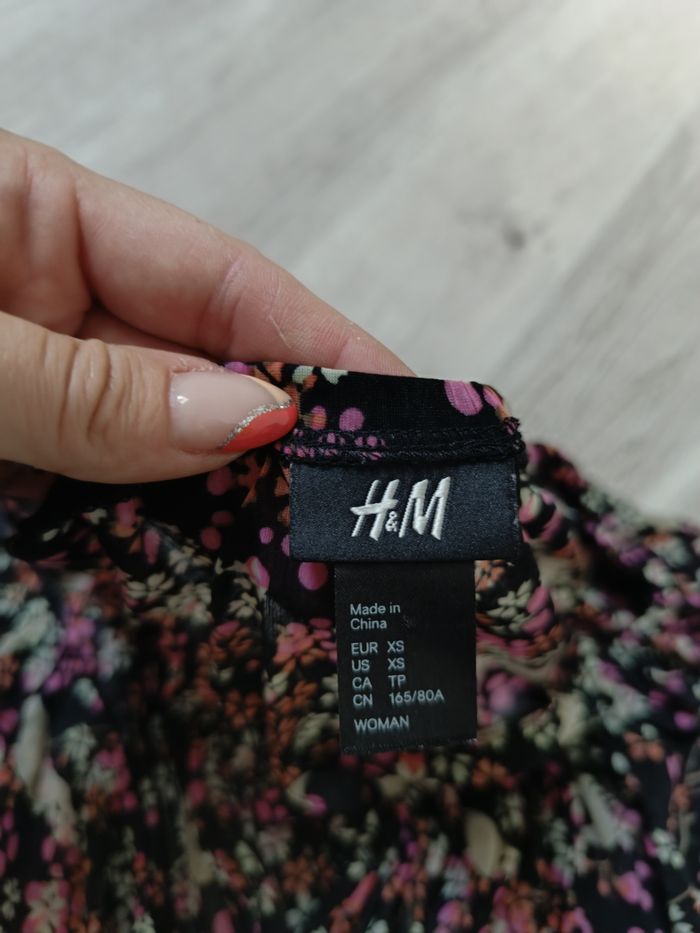 H&M
Made in
China
EUR XS
US XS
CA TP
CN 165/80A
WOMAN